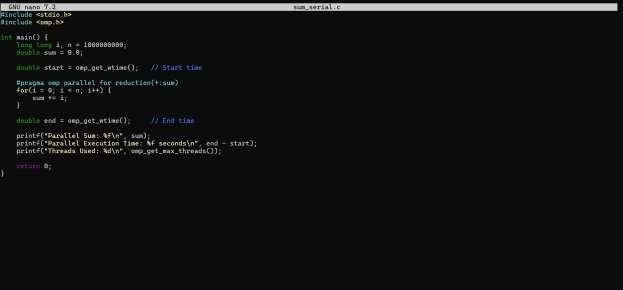 GNU nano 7.2 sum_serial.c
#include <stdio.h>
#include <omp.h>
int main() {
    long long i, n = 1000000000;
    double sum = 0.0;
    double start = omp_get_wtime();   // Start time
    #pragma omp parallel for reduction(+:sum)
    for(i = 0; i < n; i++) {
        sum += i;
    }
    double end = omp_get_wtime();     // End time
    printf("Parallel Sum: %f\n", sum);
    printf("Parallel Execution Time: %f seconds\n", end - start);
    printf("Threads Used: %d\n", omp_get_max_threads());
    return 0;
}